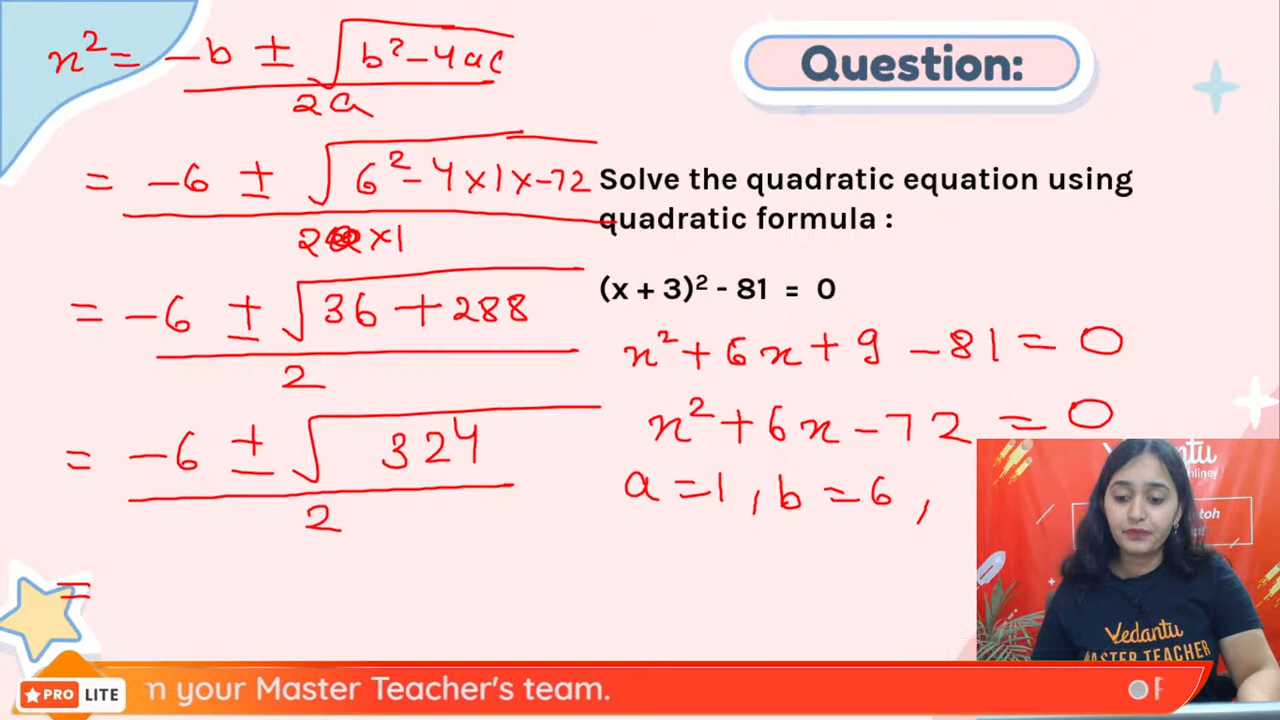 x² = -b ± √b²-4ac
2a
= -6 ± √6²-4×1×-72
2×1
= -6 ± √36+288
2
= -6 ± √324
2
=
Question:
Solve the quadratic equation using
quadratic formula :
(x + 3)² - 81 = 0
x²+6x+9-81=0
x²+6x-72=0
a=1, b=6,
Vedantu
MASTER TEACHER
PRO LITE
m your Master Teacher's team.